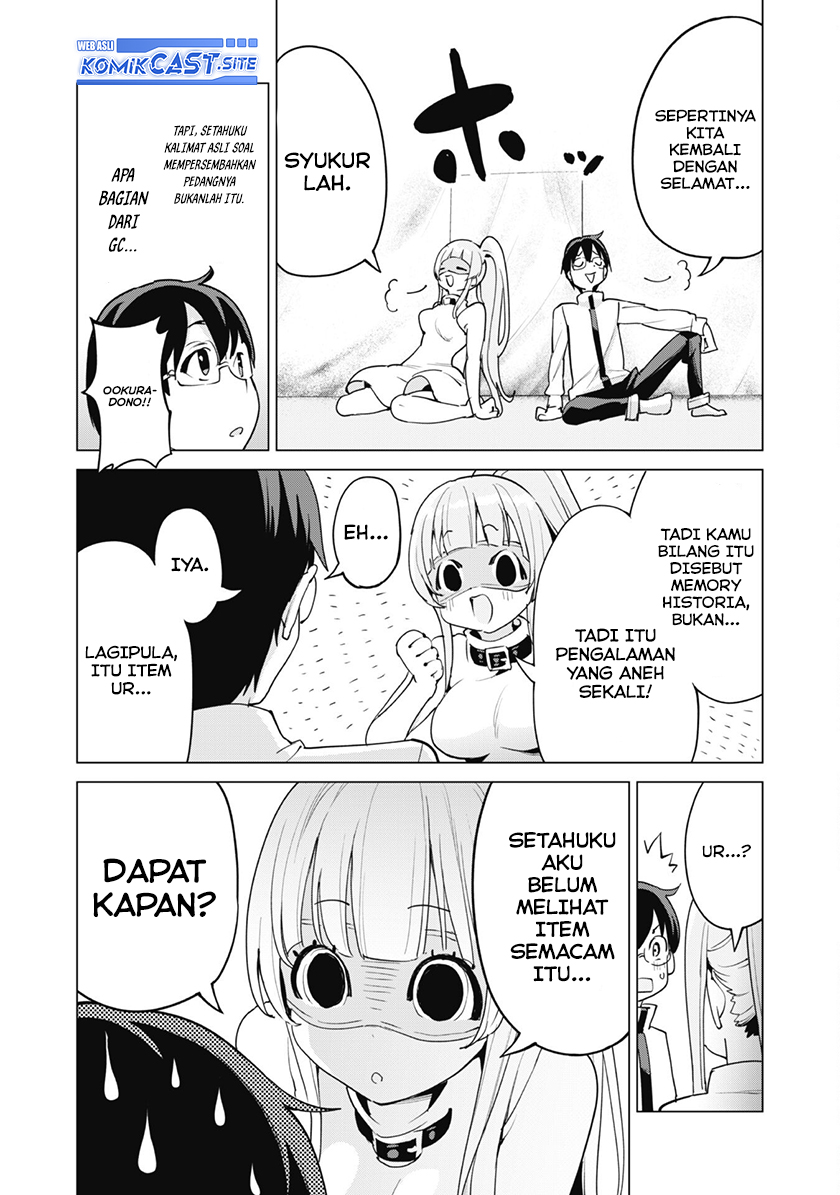 WEB ASLI
KOMIKCAST.SITE
SEPERTINYA
KITA
KEMBALI
DENGAN
SELAMAT...
ホッ
SYUKUR
LAH.
TAPI, SETAHUKU
KALIMAT ASLI SOAL
MEMPERSEMBAHKAN
PEDANGNYA
BUKANLAH ITU.
APA
BAGIAN
DARI
GC...
OOKURA-
DONO!!
TADI KAMU
BILANG ITU
DISEBUT
MEMORY
HISTORIA,
BUKAN...
TADI ITU
PENGALAMAN
YANG ANEH
SEKALI!
EH...
IYA.
LAGIPULA,
ITU ITEM
UR...
UR...?
SETAHUKU
AKU
BELUM
MELIHAT
ITEM
SEMACAM
ITU...
DAPAT
KAPAN?